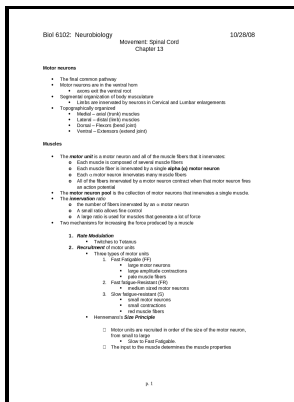 Biol 6102: Neurobiology 10/28/08
Movement: Spinal Cord
Chapter 13
Motor neurons
• The final common pathway
• Motor neurons are in the ventral horn
• axons exit the ventral root
• Segmental organization of body musculature
• Limbs are innervated by neurons in Cervical and Lumbar enlargements
• Topographically organized
• Medial – axial (trunk) muscles
• Lateral – distal (limb) muscles
• Dorsal – Flexors (bend joint)
• Ventral – Extensors (extend joint)
Muscles
• The motor unit is a motor neuron and all of the muscle fibers that it innervates:
o Each muscle is composed of several muscle fibers
o Each muscle fiber is innervated by a single alpha (α) motor neuron
o Each α motor neuron innervates many muscle fibers
o All of the fibers innervated by a motor neuron contract when that motor neuron fires
an action potential
• The motor neuron pool is the collection of motor neurons that innervates a single muscle.
• The innervation ratio:
o the number of fibers innervated by an α motor neuron
o A small ratio allows fine control
o A large ratio is used for muscles that generate a lot of force
• Two mechanisms for increasing the force produced by a muscle
1. Rate Modulation
• Twitches to Tetanus
2. Recruitment of motor units
• Three types of motor units
1. Fast Fatigable (FF)
• large motor neurons
• large amplitude contractions
• pale muscle fibers
2. Fast fatigue-Resistant (FR)
• medium sized motor neurons
3. Slow fatigue-resistant (S)
• small motor neurons
• small contractions
• red muscle fibers
• Hennemann's Size Principle
□ Motor units are recruited in order of the size of the motor neuron,
from small to large
• Slow to Fast Fatigable.
□ The input to the muscle determines the muscle properties
p. 1